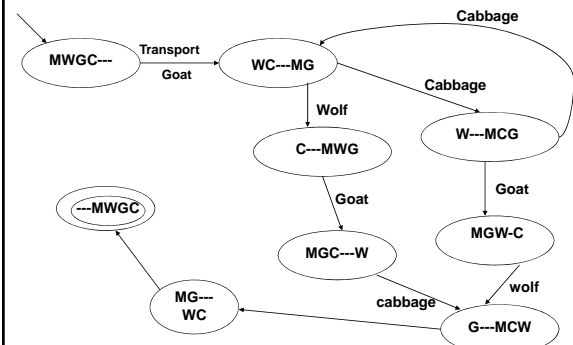 Cabbage
MWGC---
Transport
Goat
WC---MG
Cabbage
Wolf
W---MCG
C---MWG
Goat
Goat
---MWGC
MGC---W
MGW-C
MG---
WC
cabbage
wolf
G---MCW